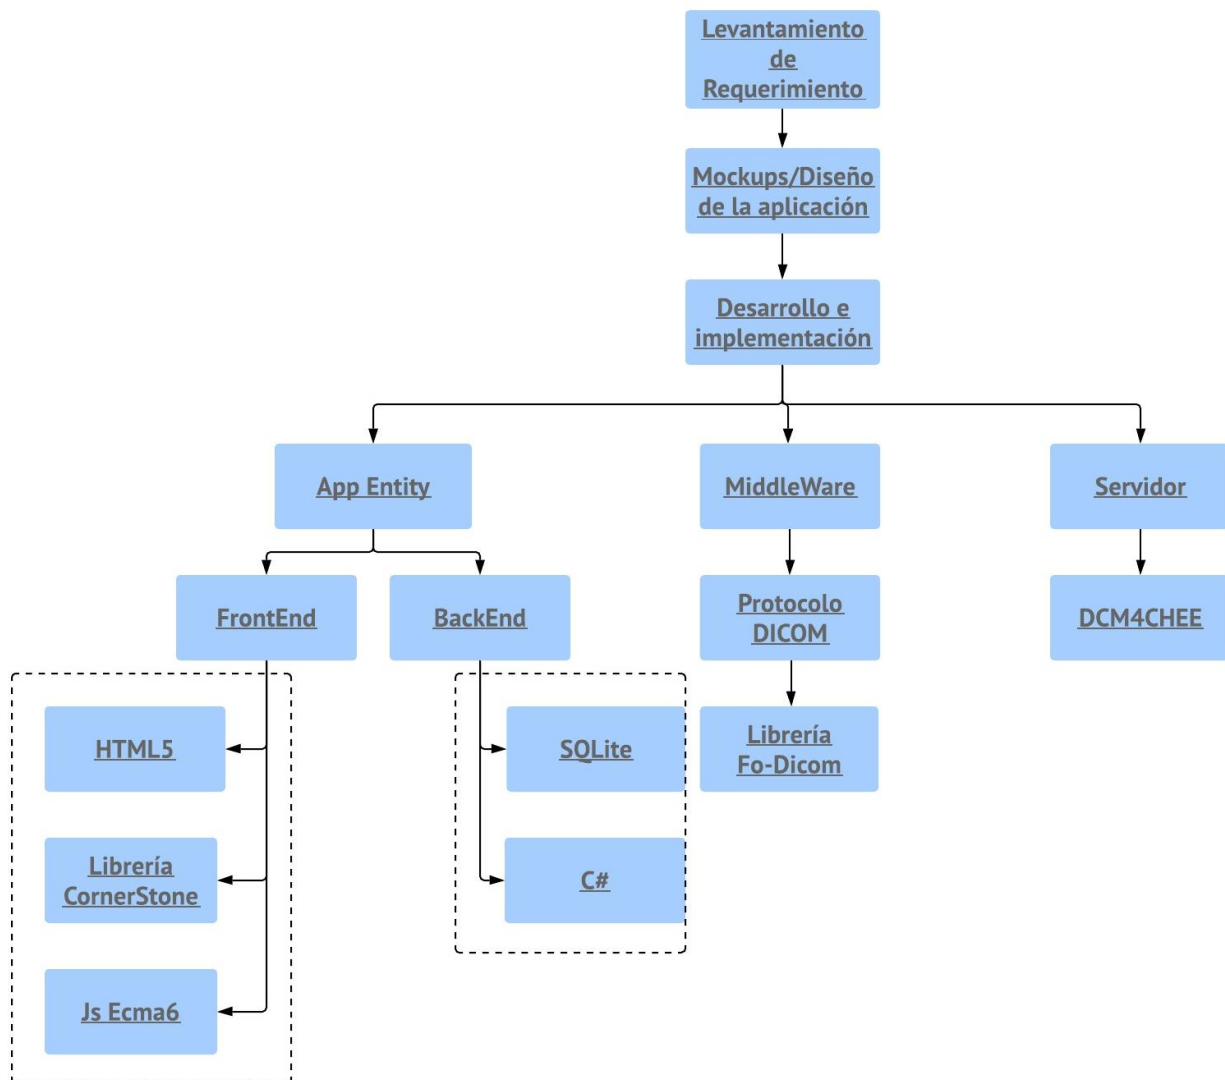 Levantamiento
de
Requerimiento
Mockups/Diseño
de la aplicación
Desarrollo e
implementación
App Entity
MiddleWare
Servidor
FrontEnd
BackEnd
Protocolo
DICOM
DCM4CHEE
HTML5
SQLite
Librería
Fo-Dicom
Librería
CornerStone
C#
Js Ecma6